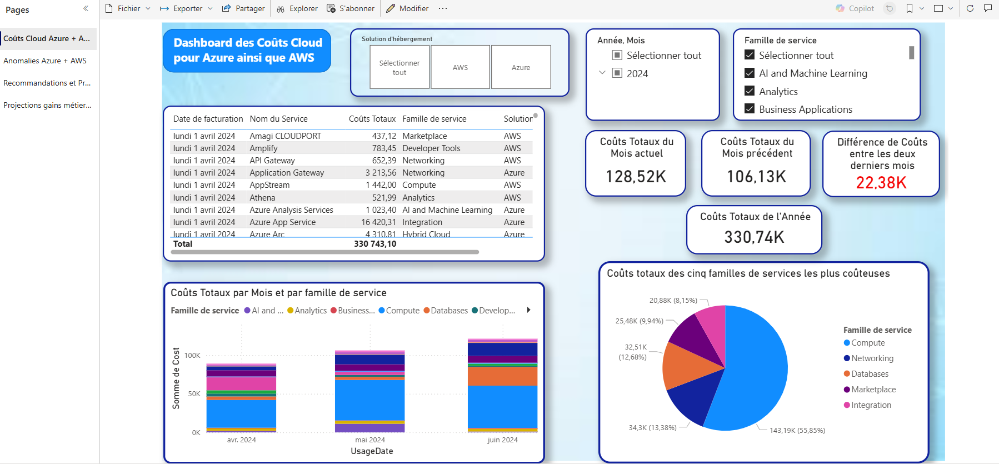 Pages
«
Fichier
Exporter
Partager
Explorer
S'abonner
Modifier
...
Copilot
Coûts Cloud Azure + A...
Anomalies Azure + AWS
Recommandations et Pr...
Projections gains métier...
Dashboard des Coûts Cloud
pour Azure ainsi que AWS
Solution d'hébergement
Sélectionner
tout
AWS
Azure
Année, Mois
Sélectionner tout
2024
Famille de service
Sélectionner tout
AI and Machine Learning
Analytics
Business Applications
Date de facturation Nom du Service Coûts Totaux Famille de service Solution
lundi 1 avril 2024 Amagi CLOUDPORT 437,12 Marketplace AWS
lundi 1 avril 2024 Amplify 783,45 Developer Tools AWS
lundi 1 avril 2024 API Gateway 652,39 Networking AWS
lundi 1 avril 2024 Application Gateway 3 213,56 Networking Azure
lundi 1 avril 2024 AppStream 1 442,00 Compute AWS
lundi 1 avril 2024 Athena 521,99 Analytics AWS
lundi 1 avril 2024 Azure Analysis Services 1 023,40 AI and Machine Learning Azure
lundi 1 avril 2024 Azure App Service 16 420,31 Integration Azure
lundi 1 avril 2024 Azure Arc 4 310,81 Hybrid Cloud Azure
Total 330 743,10
Coûts Totaux du
Mois actuel
128,52K
Coûts Totaux du
Mois précédent
106,13K
Différence de Coûts
entre les deux
derniers mois
22,38K
Coûts Totaux de l'Année
330,74K
Coûts Totaux par Mois et par famille de service
Famille de service AI and ... Analytics Business... Compute Databases Develop...
Somme de Cost
100K
50K
0K
avr. 2024
mai 2024
juin 2024
UsageDate
Coûts totaux des cinq familles de services les plus coûteuses
20,88K (8,15%)
25,48K (9,94%)
32,51K
(12,68%)
34,3K (13,38%)
143,19K (55,85%)
Famille de service
Compute
Networking
Databases
Marketplace
Integration